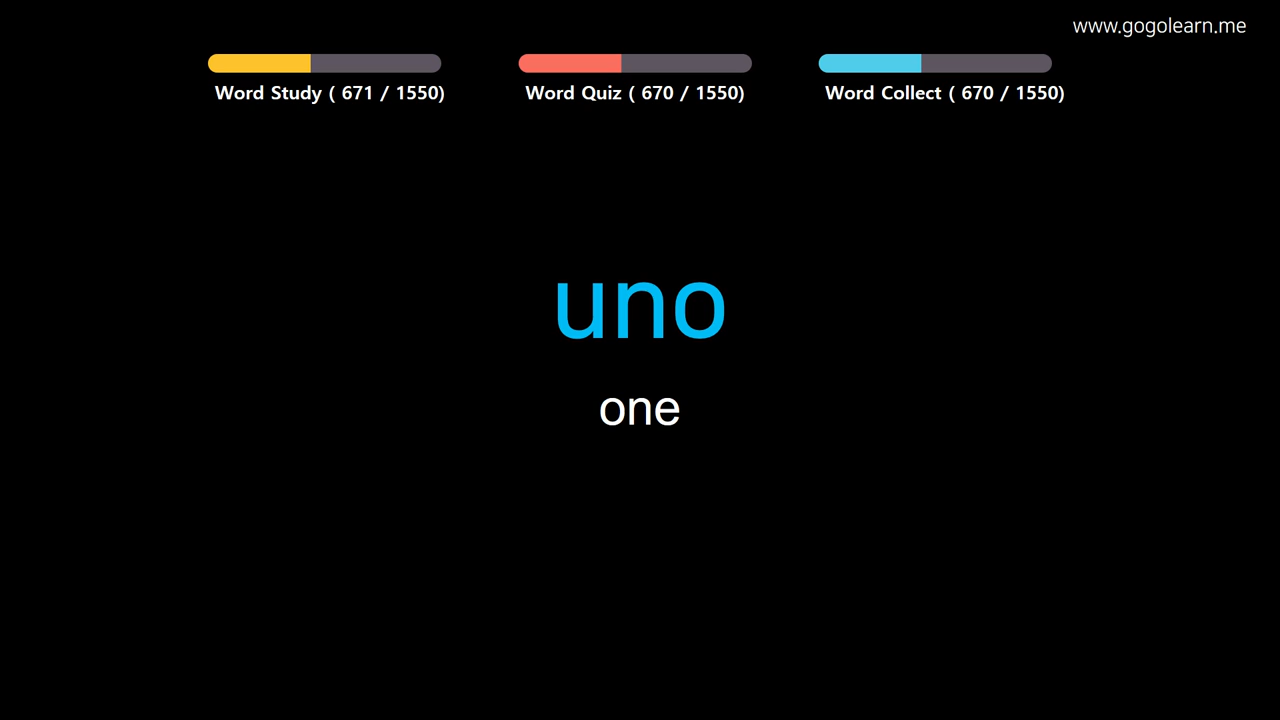 www.gogolearn.me
Word Study ( 671 / 1550)
Word Quiz ( 670 / 1550)
Word Collect ( 670 / 1550)
uno
one